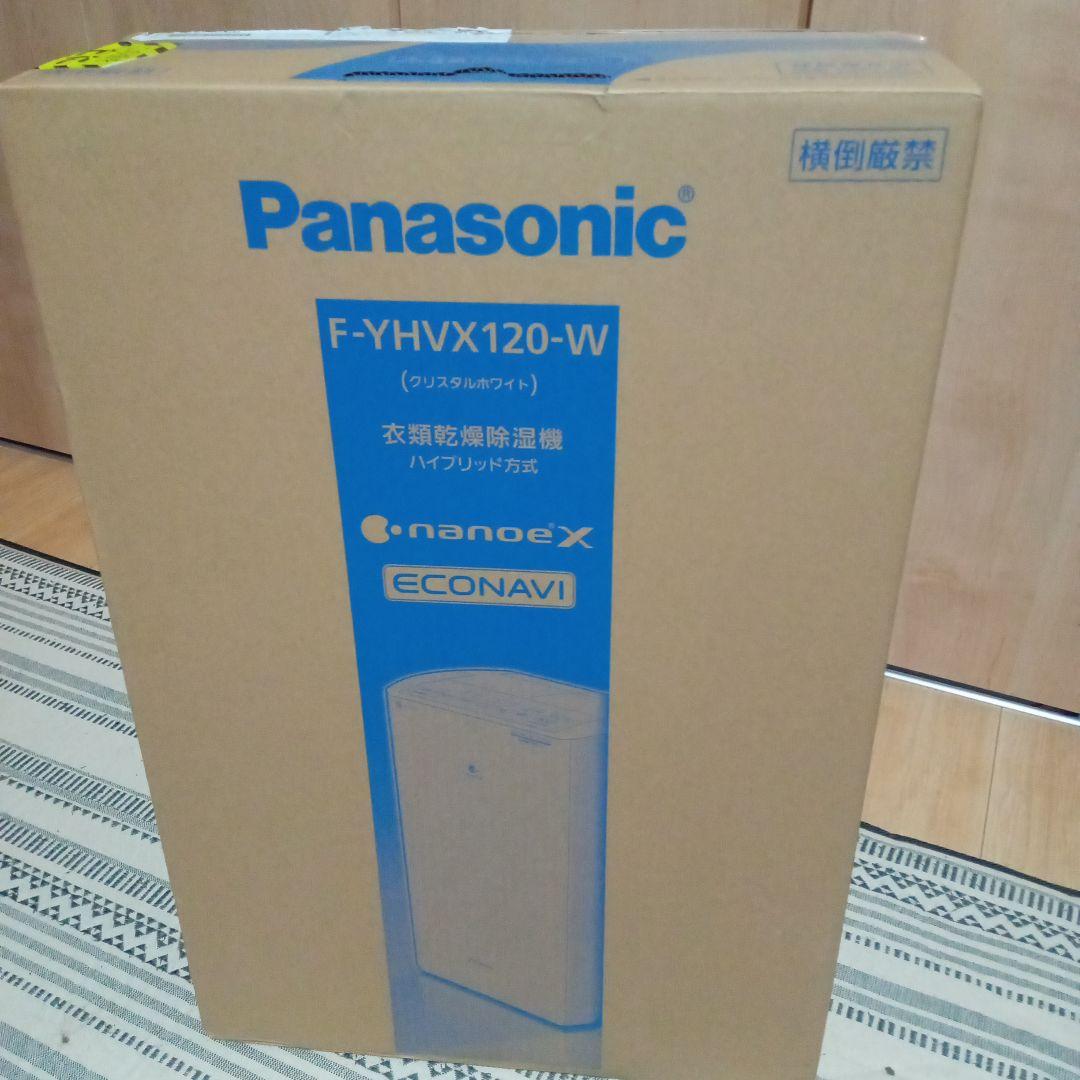 横倒厳禁
Panasonic®
F-YHVX120-W
(クリスタルホワイト)
衣類乾燥除湿機
ハイブリッド方式
nanoe®X
ECONAVI